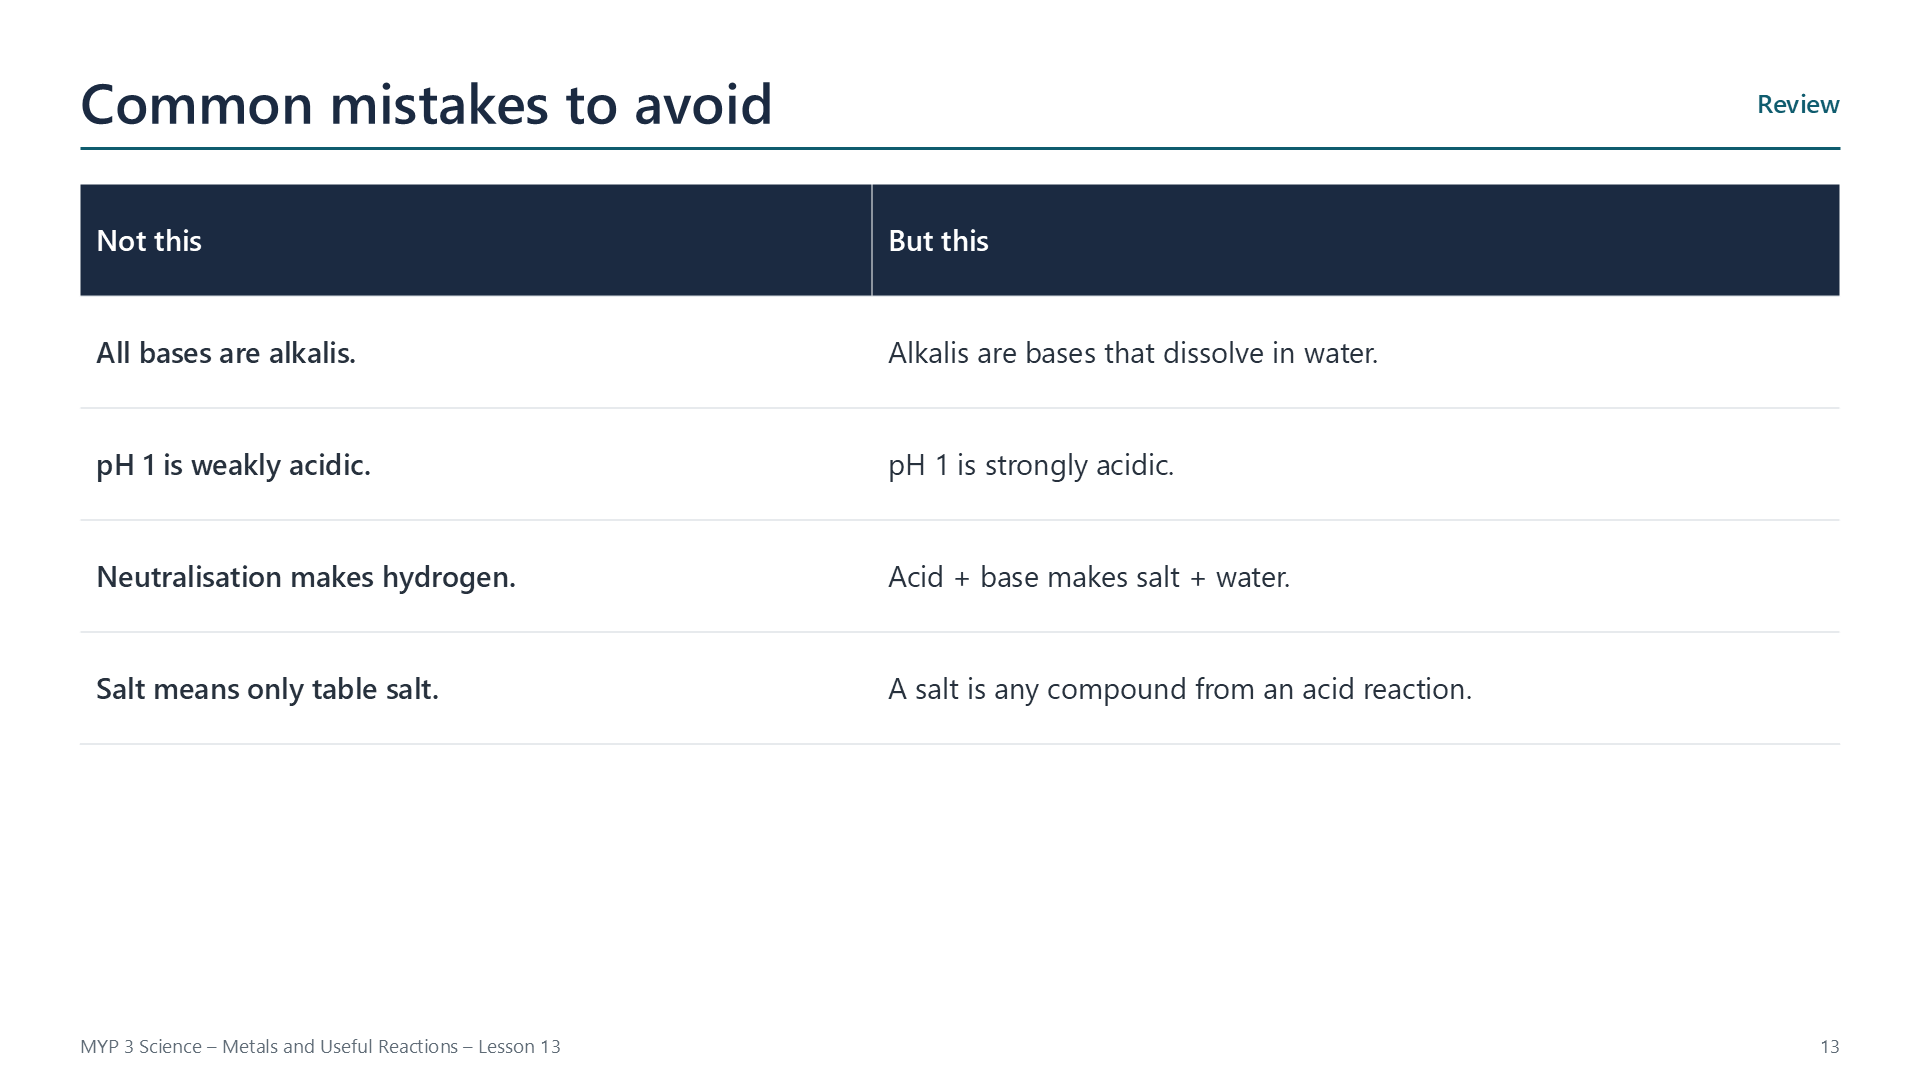 Common mistakes to avoid
Review
Not this
But this
All bases are alkalis.
Alkalis are bases that dissolve in water.
pH 1 is weakly acidic.
pH 1 is strongly acidic.
Neutralisation makes hydrogen.
Acid + base makes salt + water.
Salt means only table salt.
A salt is any compound from an acid reaction.
MYP 3 Science – Metals and Useful Reactions – Lesson 13
13